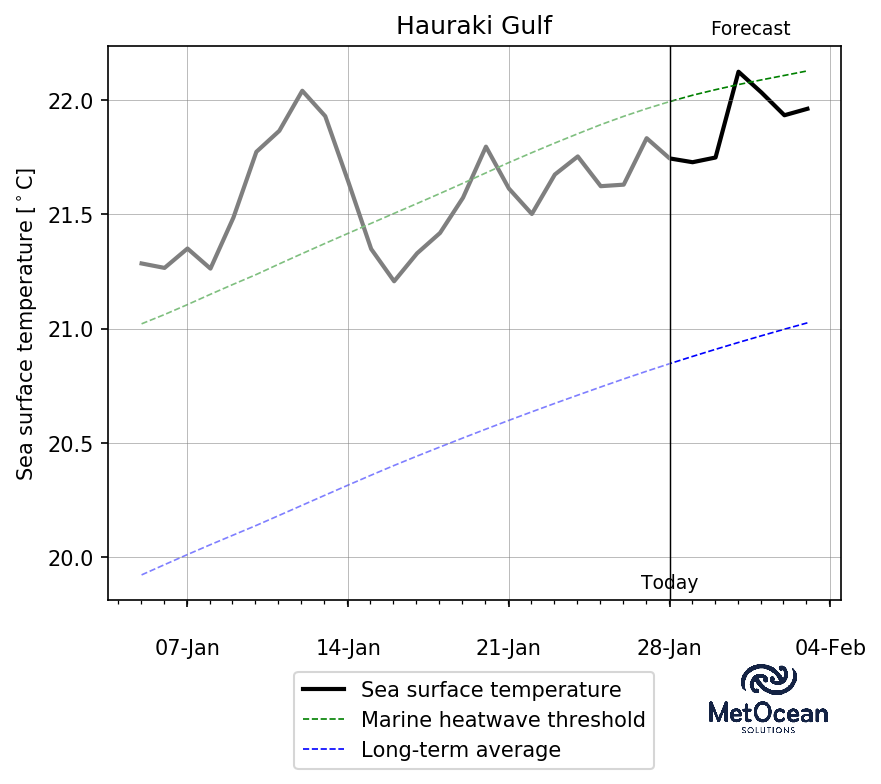 Hauraki Gulf
Forecast
Sea surface temperature [°C]
22.0
21.5
21.0
20.5
20.0
Today
07-Jan
14-Jan
21-Jan
28-Jan
04-Feb
Sea surface temperature
Marine heatwave threshold
Long-term average
MetOcean
SOLUTIONS